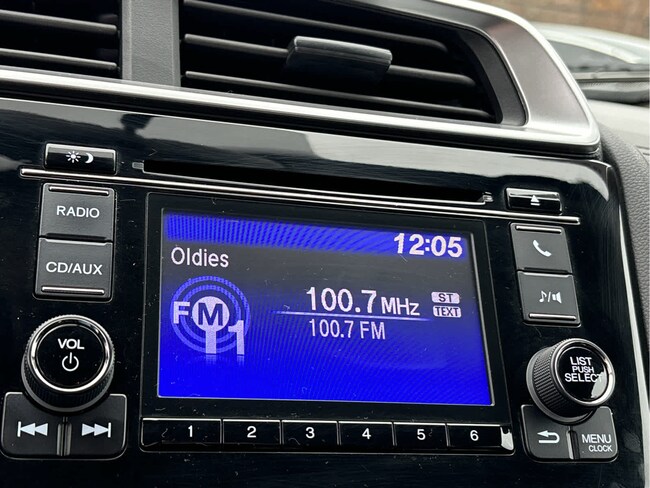 RADIO
CD/AUX
VOL
12:05
Oldies
FM1
100.7 MHz
ST
TEXT
100.7 FM
LIST
PUSH
SELECT
MENU
CLOCK
1 2 3 4 5 6